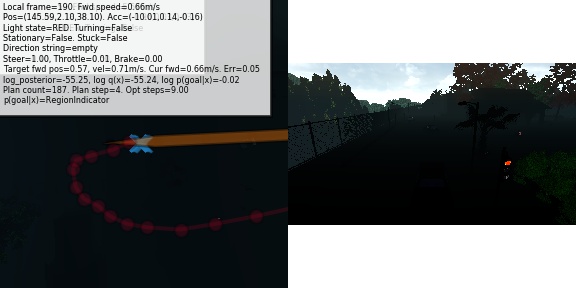 Local frame=190. Fwd speed=0.66m/s
Pos=(145.59,2.10,38.10). Acc=(-10.01,0.14,-0.16)
Light state=RED. Turning=False
Stationary=False. Stuck=False
Direction string=empty
Steer=1.00, Throttle=0.01, Brake=0.00
Target fwd pos=0.57, vel=0.71m/s. Cur fwd=0.66m/s. Err=0.05
log_posterior=-55.25, log q(x)=-55.24, log p(goal|x)=-0.02
Plan count=187. Plan step=4. Opt steps=9.00
p(goal|x)=RegionIndicator